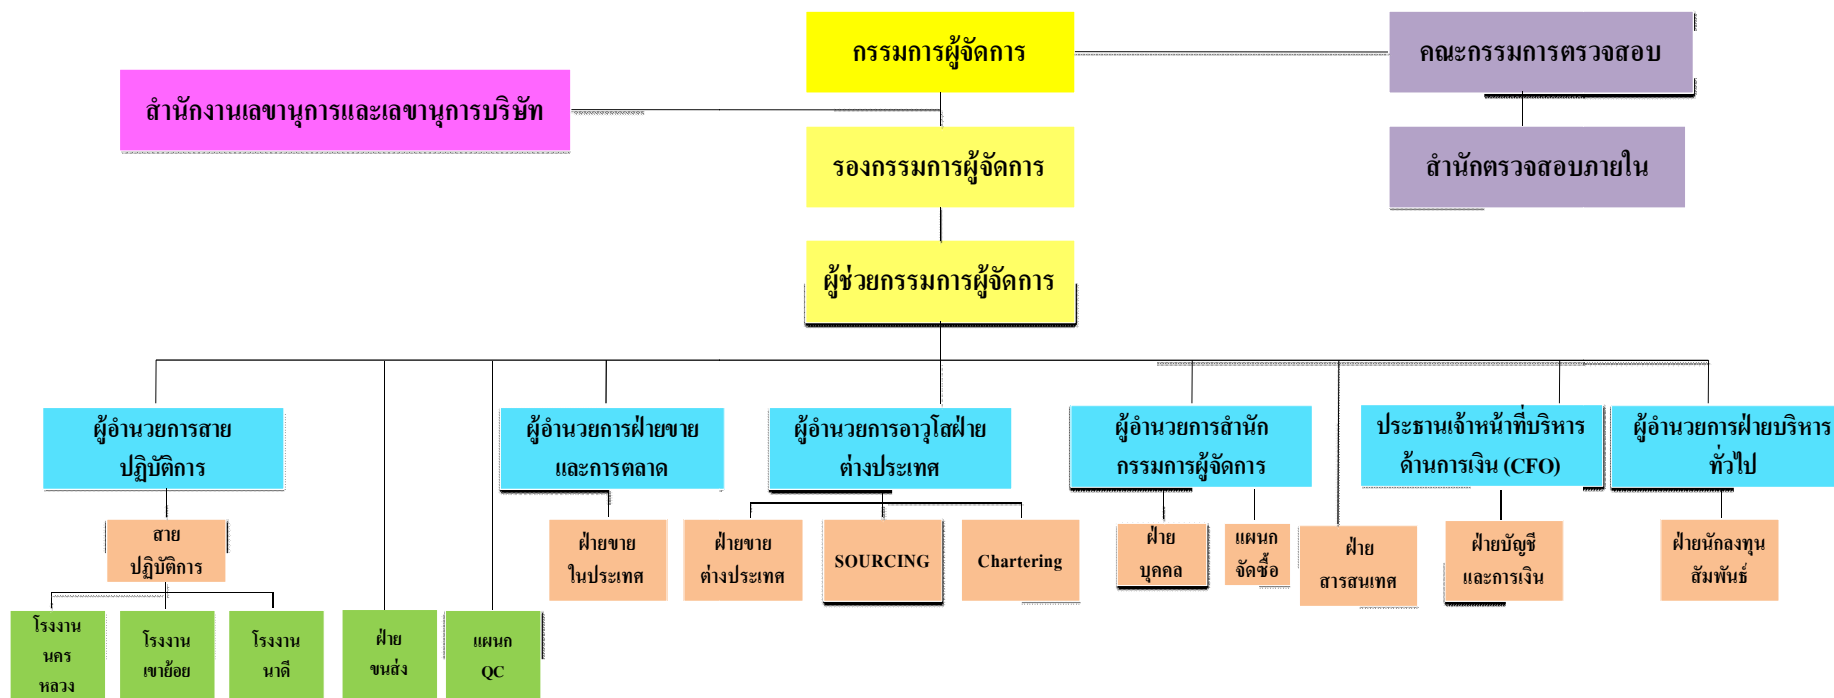 กรรมการผู้จัดการ
คณะกรรมการตรวจสอบ
สำนักงานเลขานุการและเลขานุการบริษัท
รองกรรมการผู้จัดการ
สำนักตรวจสอบภายใน
ผู้ช่วยกรรมการผู้จัดการ
ผู้อำนวยการสาย
ปฏิบัติการ
ผู้อำนวยการฝ่ายขาย
และการตลาด
ผู้อำนวยการอาวุโสฝ่าย
ต่างประเทศ
ผู้อำนวยการสำนัก
กรรมการผู้จัดการ
ประธานเจ้าหน้าที่บริหาร
ด้านการเงิน (CFO)
ผู้อำนวยการฝ่ายบริหาร
ทั่วไป
สาย
ปฏิบัติการ
ฝ่ายขาย
ในประเทศ
ฝ่ายขาย
ต่างประเทศ
SOURCING
Chartering
ฝ่าย
บุคคล
แผนก
จัดซื้อ
ฝ่าย
สารสนเทศ
ฝ่ายบัญชี
และการเงิน
ฝ่ายนักลงทุน
สัมพันธ์
โรงงาน
นคร
หลวง
โรงงาน
เขาย้อย
โรงงาน
นาดี
ฝ่าย
ขนส่ง
แผนก
QC